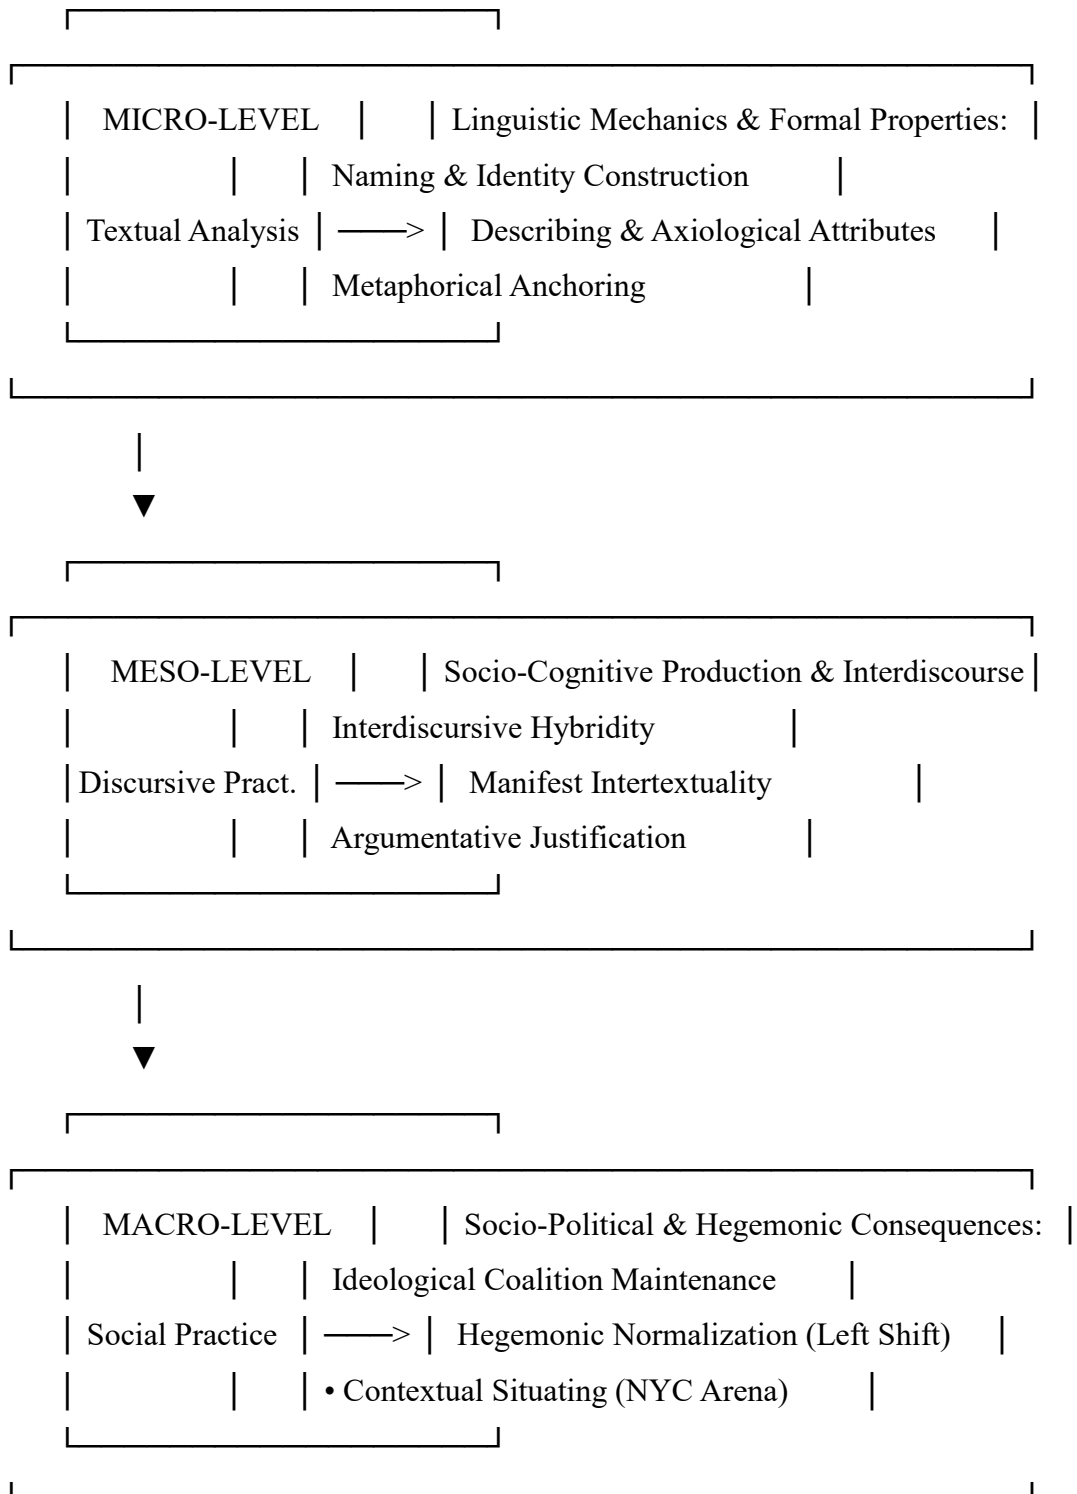 MICRO-LEVEL Linguistic Mechanics & Formal Properties:
Naming & Identity Construction
Textual Analysis ───> Describing & Axiological Attributes
Metaphorical Anchoring
▼
MESO-LEVEL Socio-Cognitive Production & Interdiscourse
Interdiscursive Hybridity
Discursive Pract. ───> Manifest Intertextuality
Argumentative Justification
▼
MACRO-LEVEL Socio-Political & Hegemonic Consequences:
Ideological Coalition Maintenance
Social Practice ───> Hegemonic Normalization (Left Shift)
• Contextual Situating (NYC Arena)